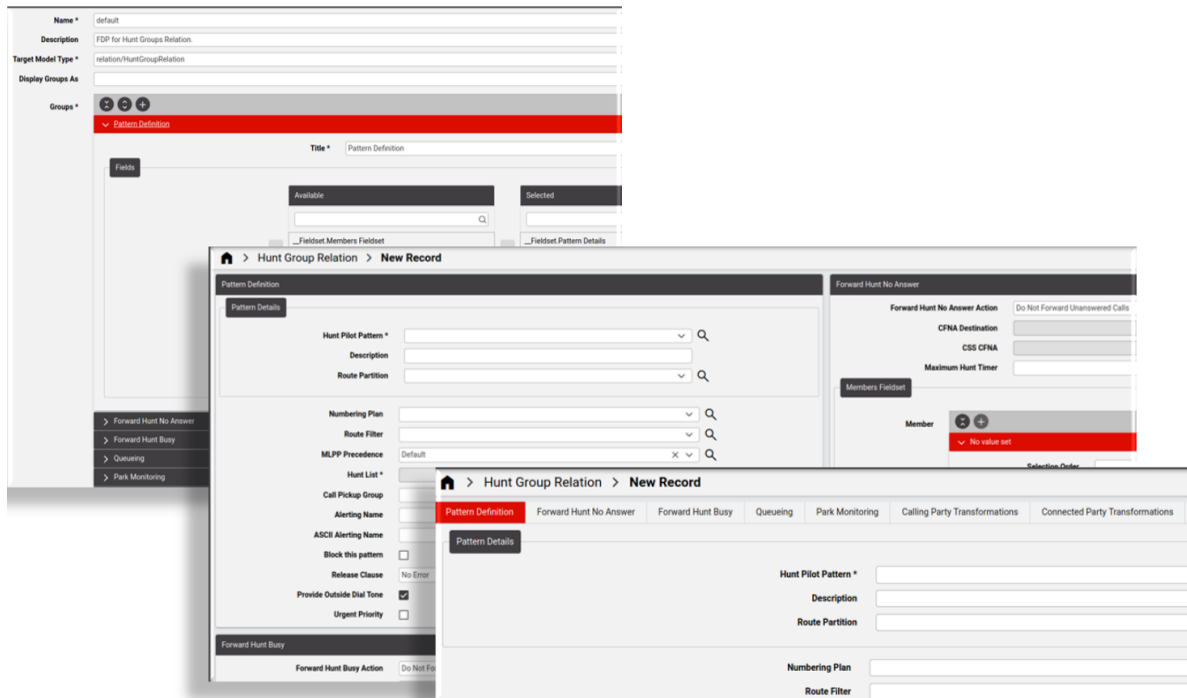 Name * default
Description FDP for Hunt Groups Relation.
Target Model Type * relation/HuntGroupRelation
Display Groups As
Groups *
Pattern Definition
Title * Pattern Definition
Fields
Available Selected
__Fieldset.Members Fieldset __Fieldset.Pattern Details
Forward Hunt No Answer
Forward Hunt Busy
Queueing
Park Monitoring
> Hunt Group Relation > New Record
Pattern Definition
Pattern Details
Hunt Pilot Pattern *
Description
Route Partition
Numbering Plan
Route Filter
MLPP Precedence Default
Hunt List *
Call Pickup Group
Alerting Name
ASCII Alerting Name
Block this pattern
Release Clause No Error
Provide Outside Dial Tone
Urgent Priority
Forward Hunt Busy
Forward Hunt Busy Action Do Not
Forward Hunt No Answer
Forward Hunt No Answer Action Do Not Forward Unanswered Calls
CFNA Destination
CSS CFNA
Maximum Hunt Timer
Members Fieldset
Member
No value set
Selection Order
> Hunt Group Relation > New Record
Pattern Definition Forward Hunt No Answer Forward Hunt Busy Queueing Park Monitoring Calling Party Transformations Connected Party Transformations
Pattern Details
Hunt Pilot Pattern *
Description
Route Partition
Numbering Plan
Route Filter